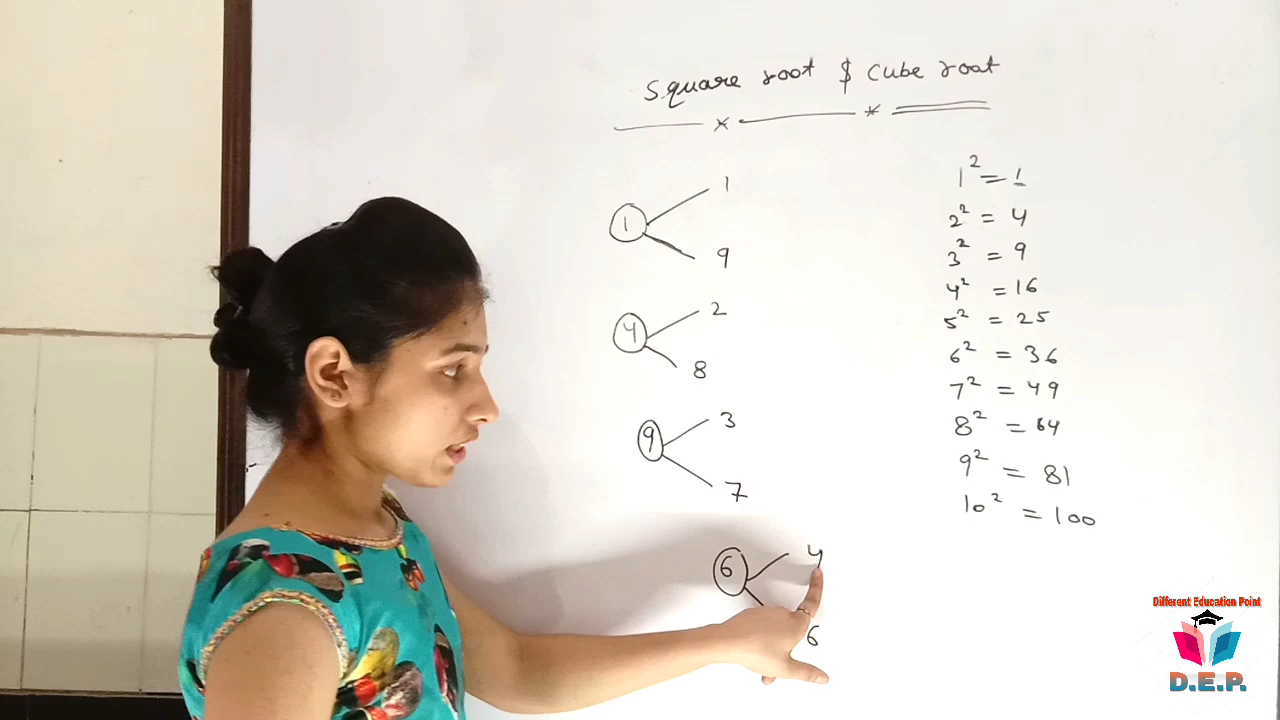 Square root $ Cube root
1 1
9
4 2
8
9 3
7
6 4
6
1² = 1
2² = 4
3² = 9
4² = 16
5² = 25
6² = 36
7² = 49
8² = 64
9² = 81
10² = 100
Different Education Point
D.E.P.